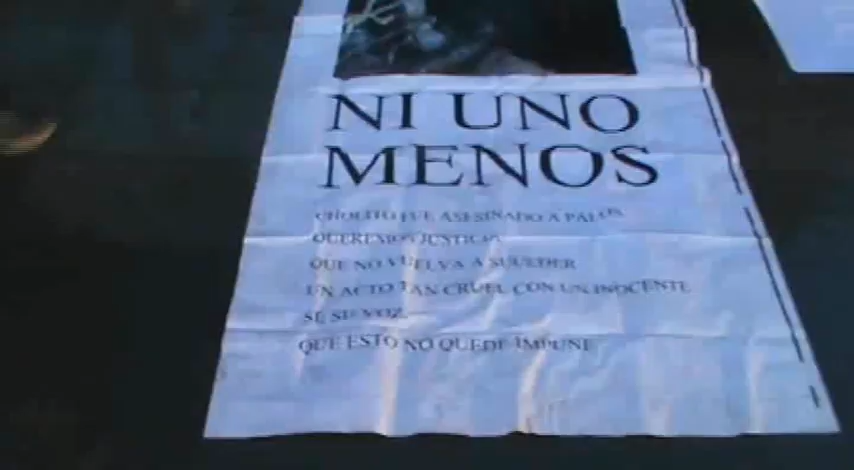 NI UNO
MENOS
CHOLITO FUE ASESINADO A PALOS
QUEREMOS JUSTICIA
QUE NO VUELVA A SUCEDER
UN ACTO TAN CRUEL CON UN INOCENTE
SE SU VOZ
QUE ESTO NO QUEDE IMPUNE